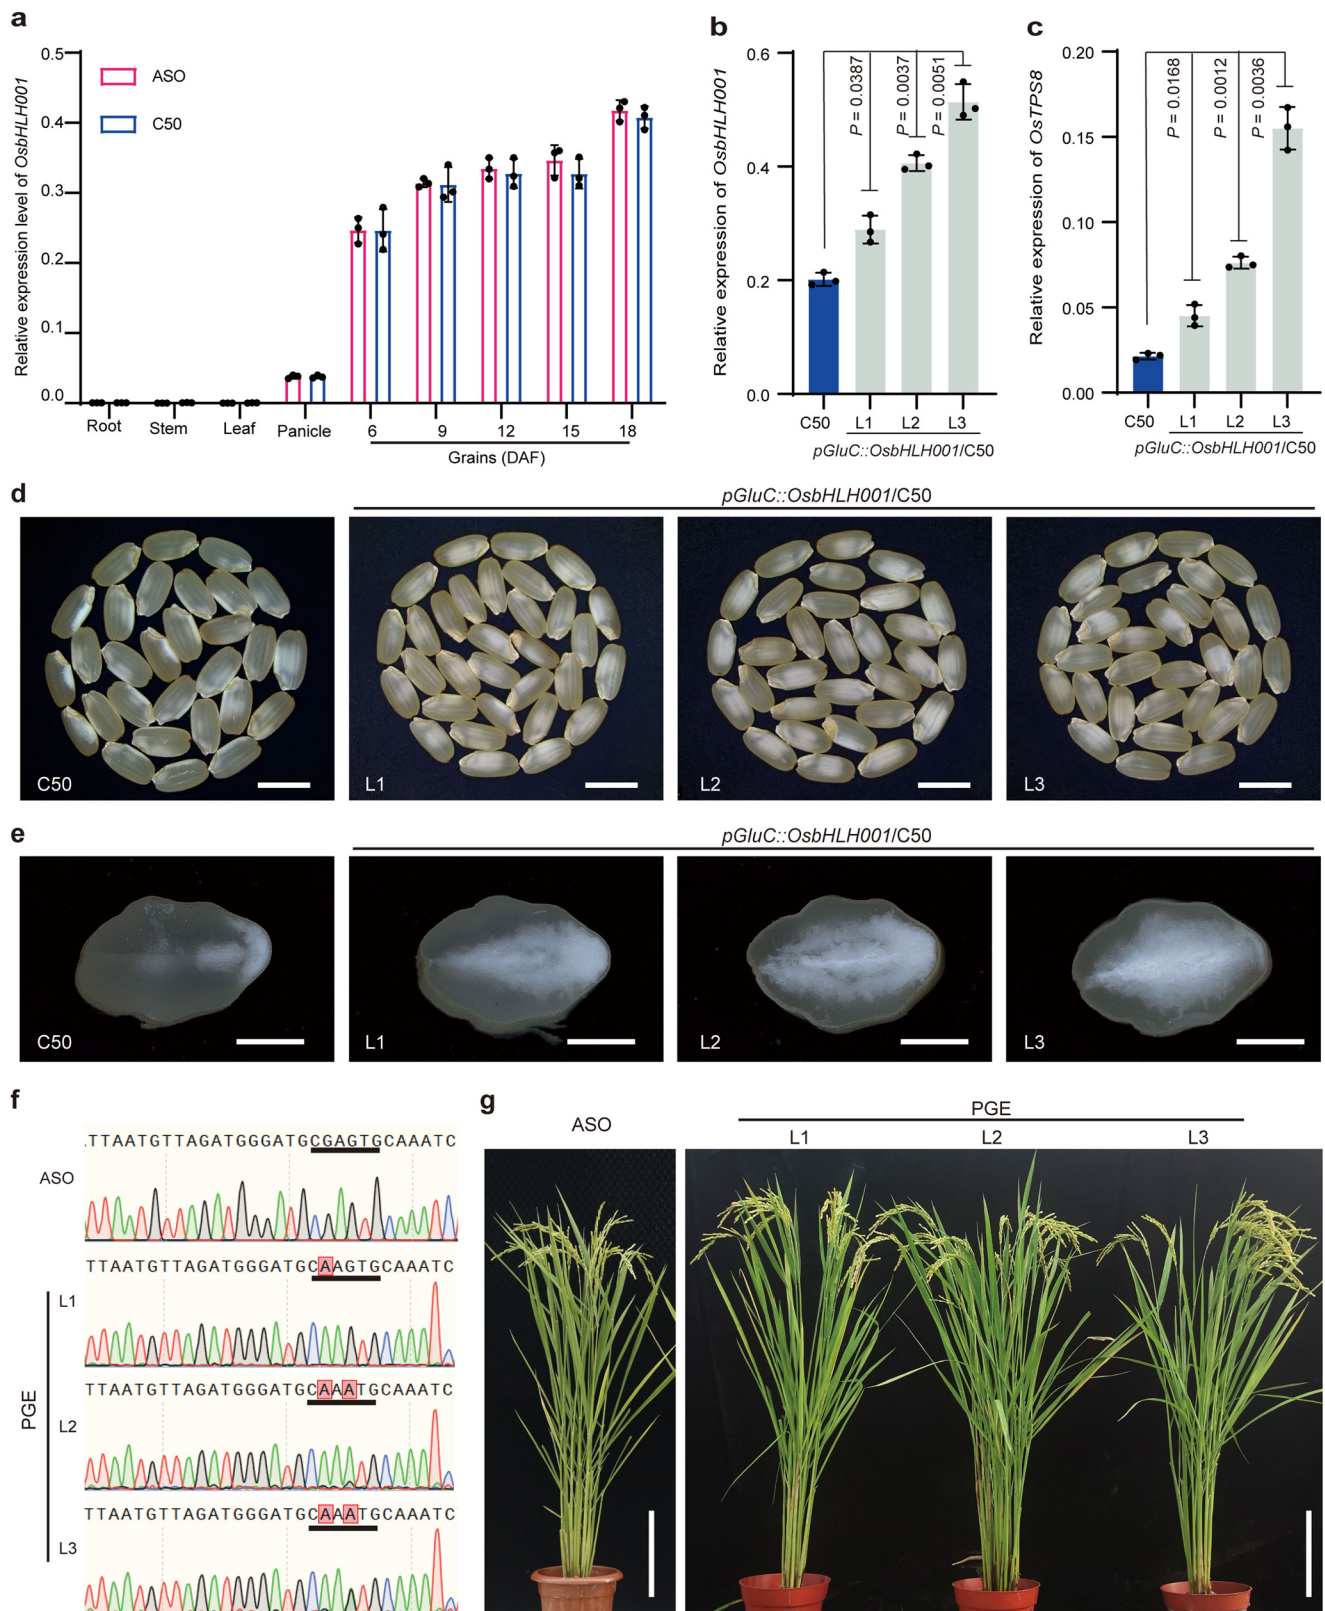 a
Relative expression level of OsbHLH001
0.5
0.4
0.3
0.2
0.1
0.0
ASO
C50
Root
Stem
Leaf
Panicle
6
9
12
15
18
Grains (DAF)
b
Relative expression of OsbHLH001
0.6
0.4
0.2
0.0
P = 0.0387
P = 0.0037
P = 0.0051
C50
L1
L2
L3
pGluC::OsbHLH001/C50
c
Relative expression of OsTPS8
0.20
0.15
0.10
0.05
0.00
P = 0.0168
P = 0.0012
P = 0.0036
C50
L1
L2
L3
pGluC::OsbHLH001/C50
d
pGluC::OsbHLH001/C50
C50
L1
L2
L3
e
pGluC::OsbHLH001/C50
C50
L1
L2
L3
f
TTAATGTTAGATGGGATGCGAGTGCAAATC
ASO
TTAATGTTAGATGGGATGCAAGTGCAAATC
L1
TTAATGTTAGATGGGATGCAAATGCAAATC
L2
TTAATGTTAGATGGGATGCAAATGCAAATC
L3
PGE
g
ASO
PGE
L1
L2
L3